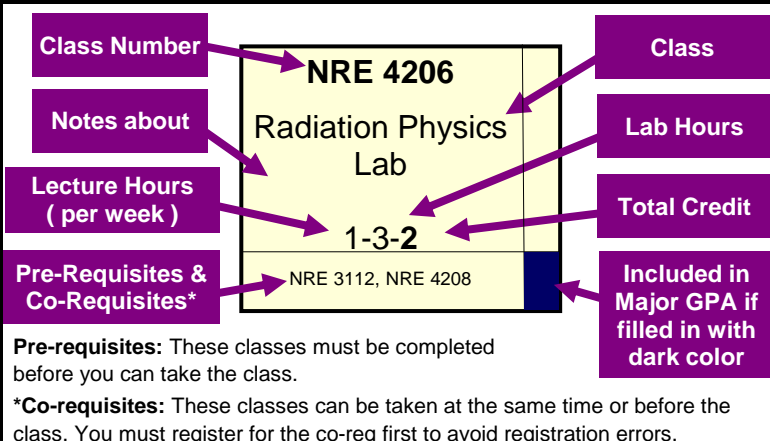 Class Number
NRE 4206
Class
Notes about
Radiation Physics
Lab
Lab Hours
Lecture Hours
( per week )
1-3-2
Total Credit
Pre-Requisites &
Co-Requisites*
NRE 3112, NRE 4208
Included in
Major GPA if
filled in with
dark color
Pre-requisites: These classes must be completed
before you can take the class.
*Co-requisites: These classes can be taken at the same time or before the
class. You must register for the co-req first to avoid registration errors.